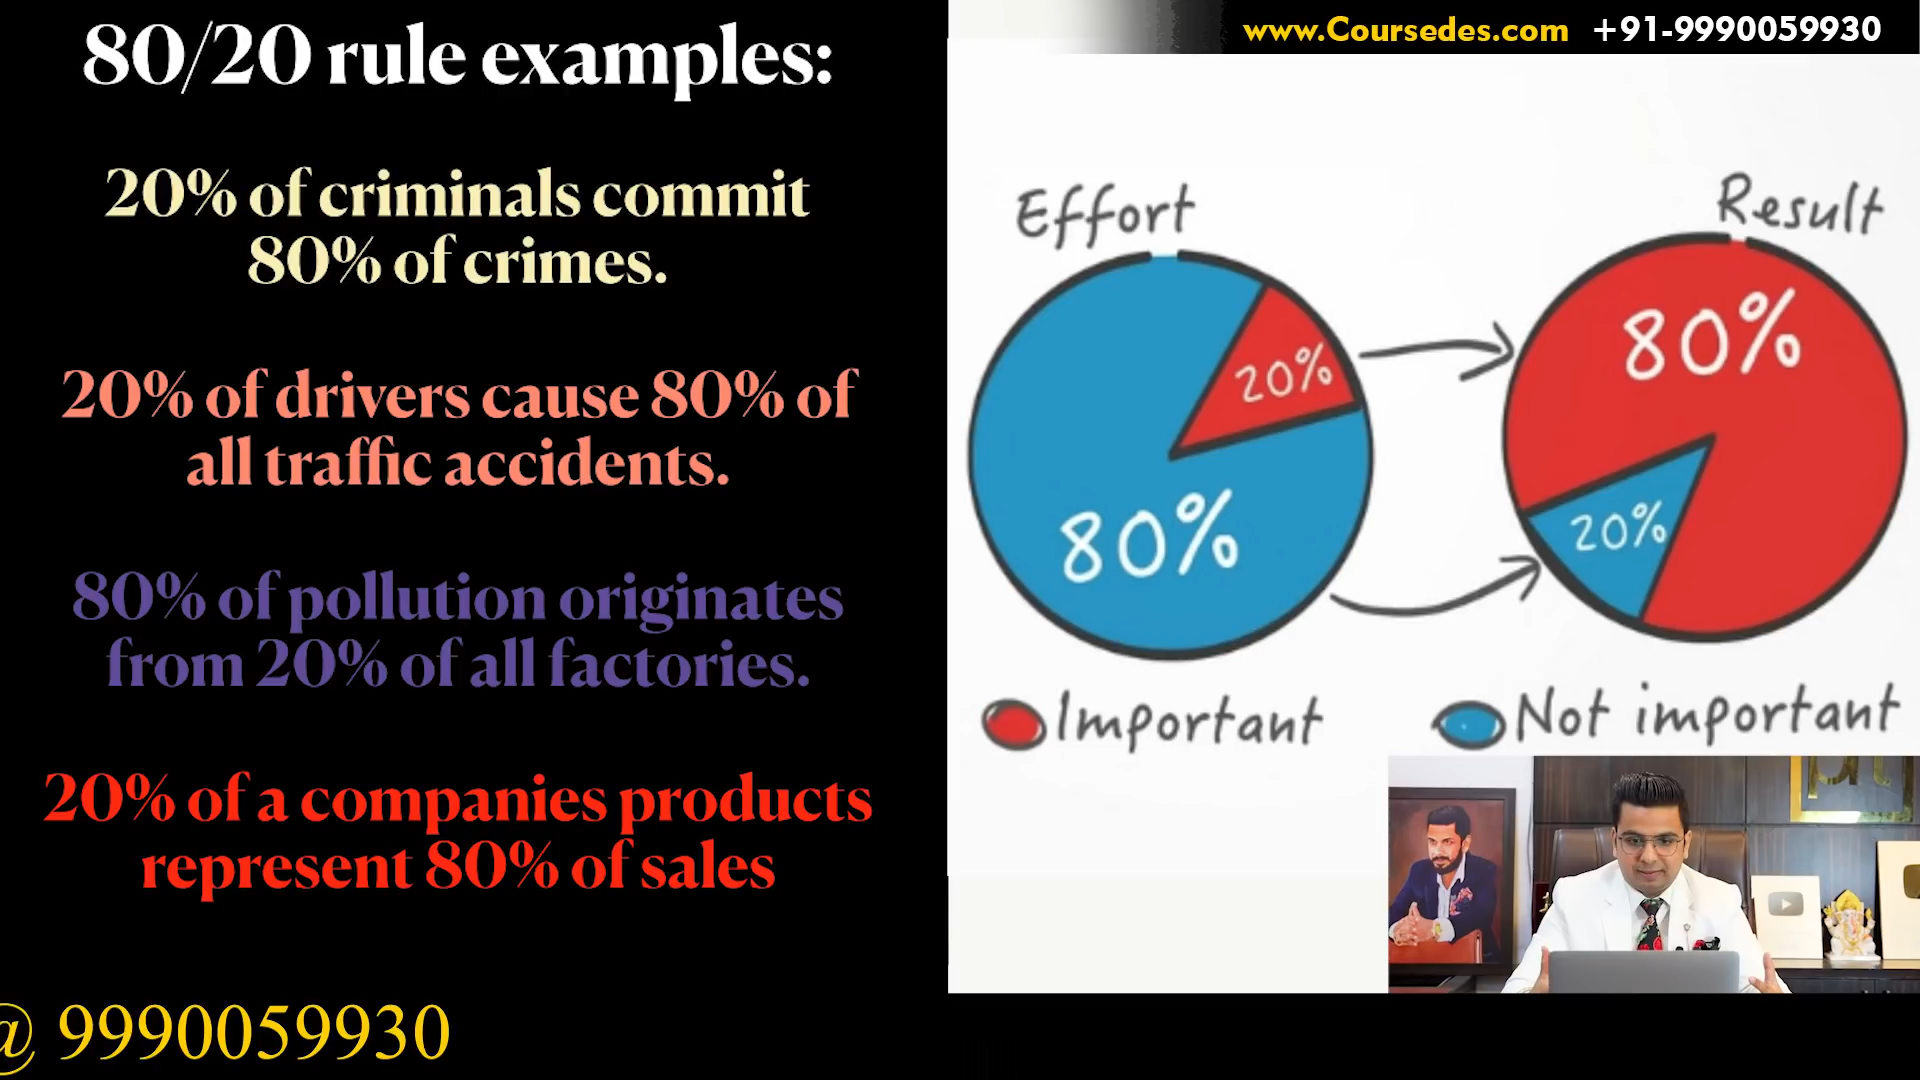 80/20 rule examples:
20% of criminals commit
80% of crimes.
20% of drivers cause 80% of
all traffic accidents.
80% of pollution originates
from 20% of all factories.
20% of a companies products
represent 80% of sales
@ 9990059930
www.Coursedes.com +91-9990059930
Effort
Result
20%
80%
80%
20%
Important
Not important